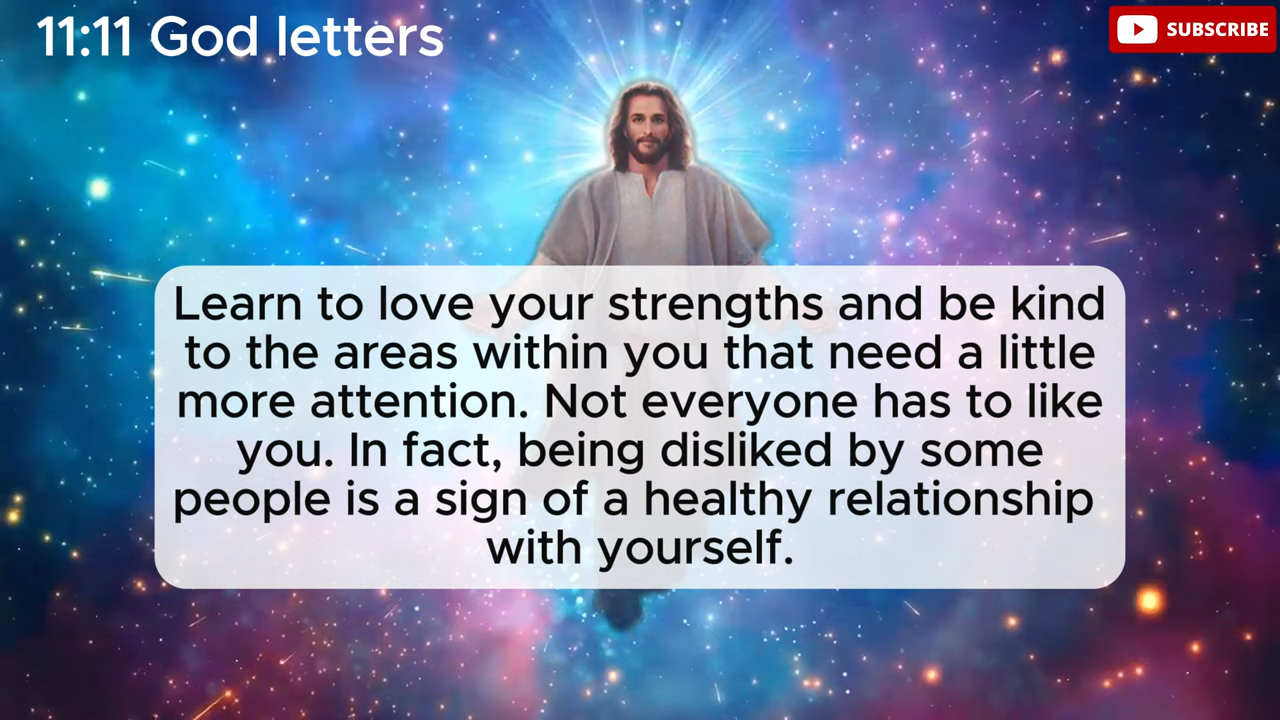 11:11 God letters
SUBSCRIBE
Learn to love your strengths and be kind
to the areas within you that need a little
more attention. Not everyone has to like
you. In fact, being disliked by some
people is a sign of a healthy relationship
with yourself.